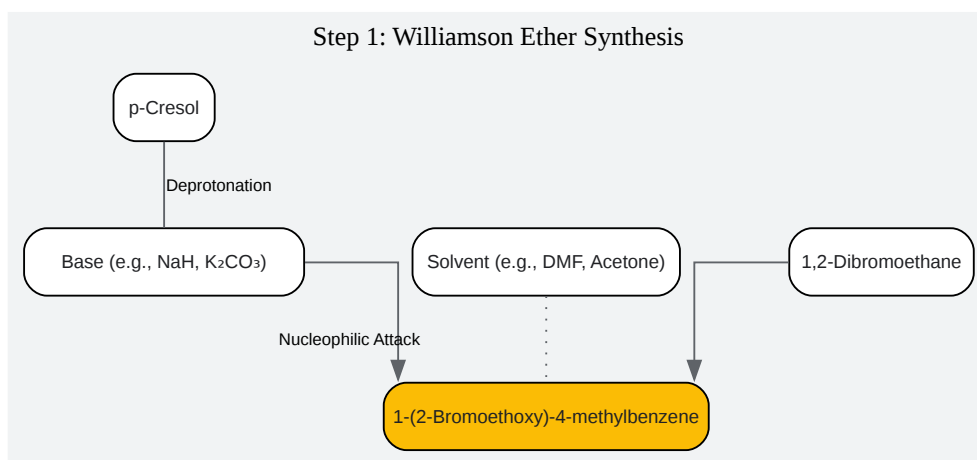 Step 1: Williamson Ether Synthesis
p-Cresol
Deprotonation
Base (e.g., NaH, K₂CO₃)
Solvent (e.g., DMF, Acetone)
1,2-Dibromoethane
Nucleophilic Attack
1-(2-Bromoethoxy)-4-methylbenzene